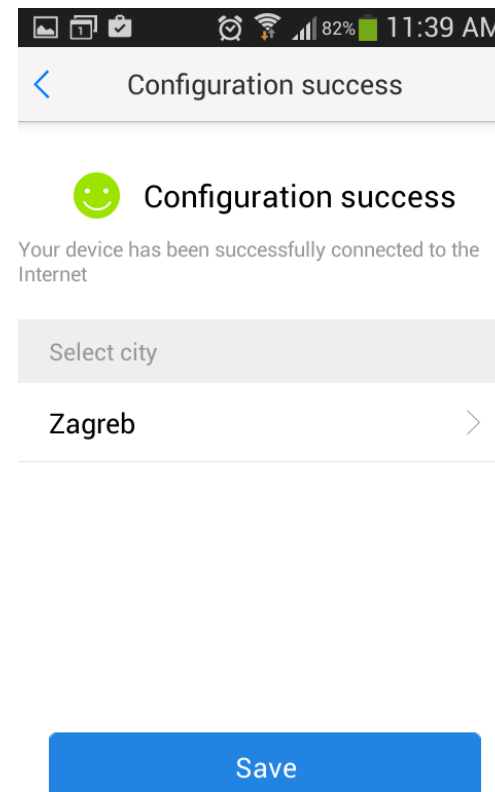 1 82% 11:39 AM
Configuration success
Configuration success
Your device has been successfully connected to the
Internet
Select city
Zagreb
Save